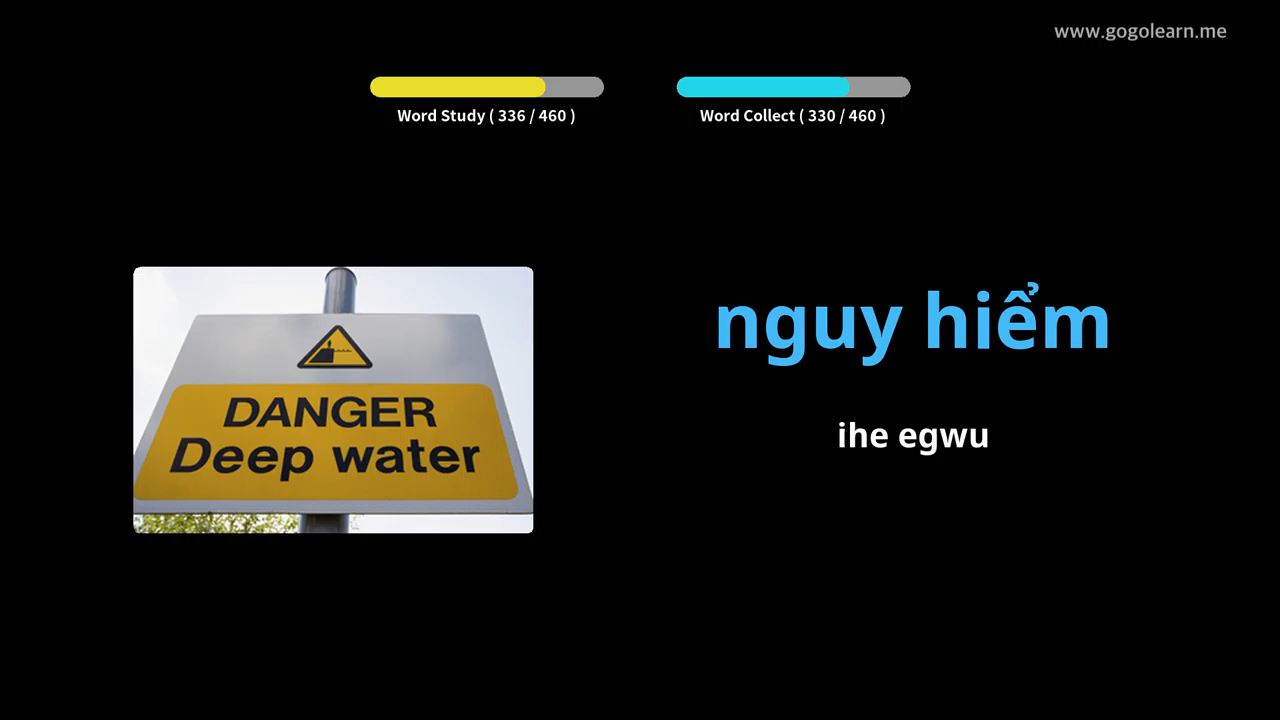 www.gogolearn.me
Word Study ( 336 / 460 )
Word Collect ( 330 / 460 )
DANGER
Deep water
nguy hiểm
ihe egwu